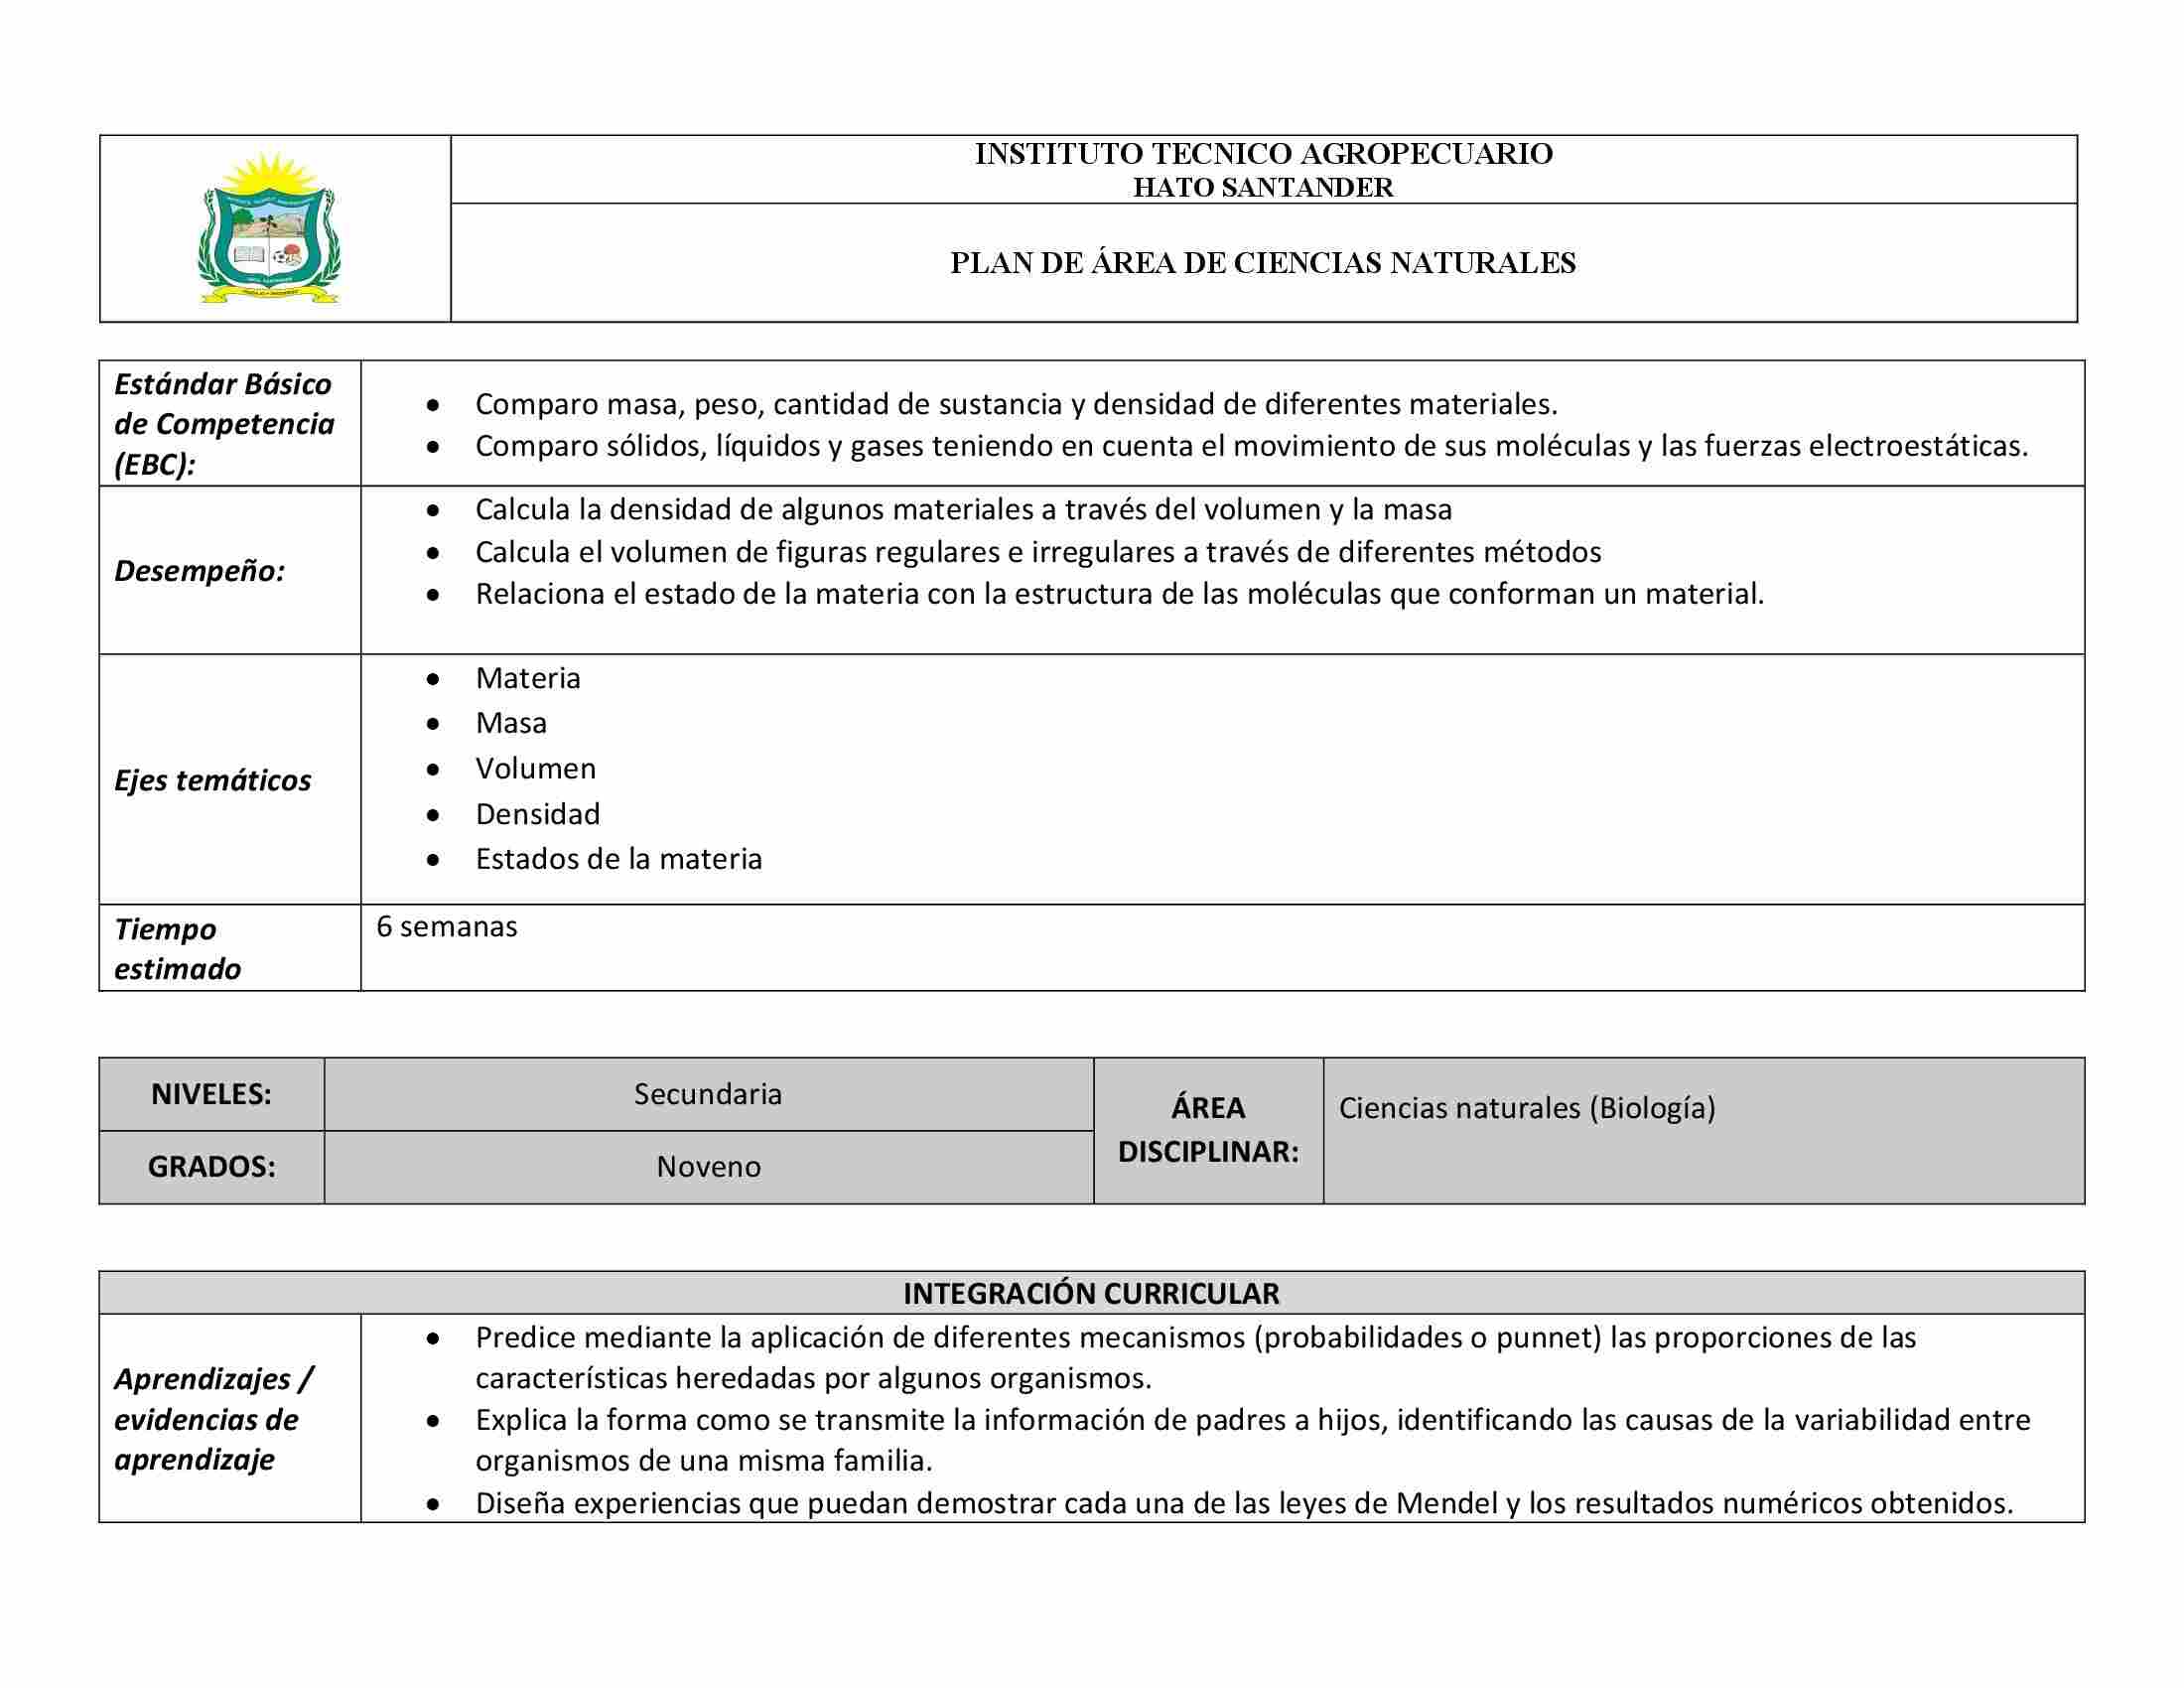 INSTITUTO TECNICO AGROPECUARIO
HATO SANTANDER
PLAN DE ÁREA DE CIENCIAS NATURALES
Estándar Básico
de Competencia
(EBC):
• Comparo masa, peso, cantidad de sustancia y densidad de diferentes materiales.
• Comparo sólidos, líquidos y gases teniendo en cuenta el movimiento de sus moléculas y las fuerzas electroestáticas.
Desempeño:
• Calcula la densidad de algunos materiales a través del volumen y la masa
• Calcula el volumen de figuras regulares e irregulares a través de diferentes métodos
• Relaciona el estado de la materia con la estructura de las moléculas que conforman un material.
Ejes temáticos
• Materia
• Masa
• Volumen
• Densidad
• Estados de la materia
Tiempo
estimado
6 semanas
NIVELES:
Secundaria
ÁREA
DISCIPLINAR:
Ciencias naturales (Biología)
GRADOS:
Noveno
INTEGRACIÓN CURRICULAR
Aprendizajes /
evidencias de
aprendizaje
• Predice mediante la aplicación de diferentes mecanismos (probabilidades o punnet) las proporciones de las
características heredadas por algunos organismos.
• Explica la forma como se transmite la información de padres a hijos, identificando las causas de la variabilidad entre
organismos de una misma familia.
• Diseña experiencias que puedan demostrar cada una de las leyes de Mendel y los resultados numéricos obtenidos.